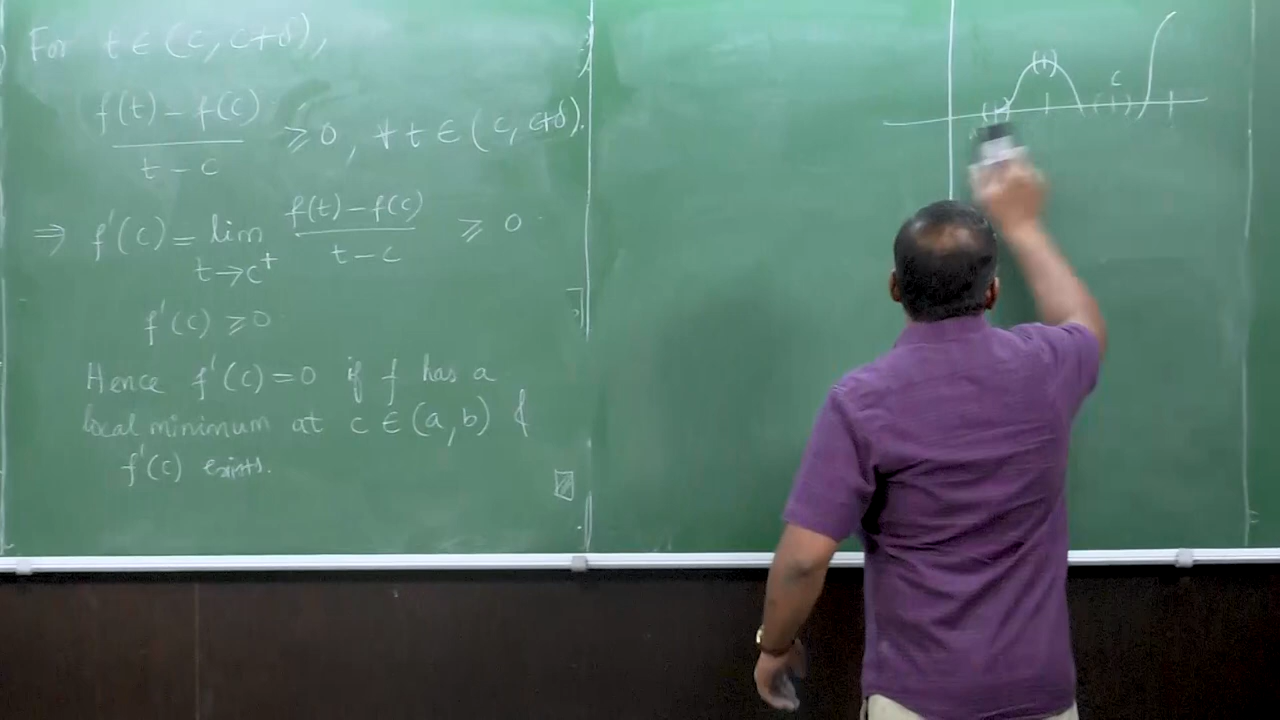 For t ∈ (c, c+δ),
f(t) – f(c) / t – c ≥ 0, ∀ t ∈ (c, c+δ).
⇒ f'(c) = lim t→c⁺ f(t) – f(c) / t – c ≥ 0
f'(c) ≥ 0
Hence f'(c) = 0 if f has a
local minimum at c ∈ (a, b) &
f'(c) exists.
c